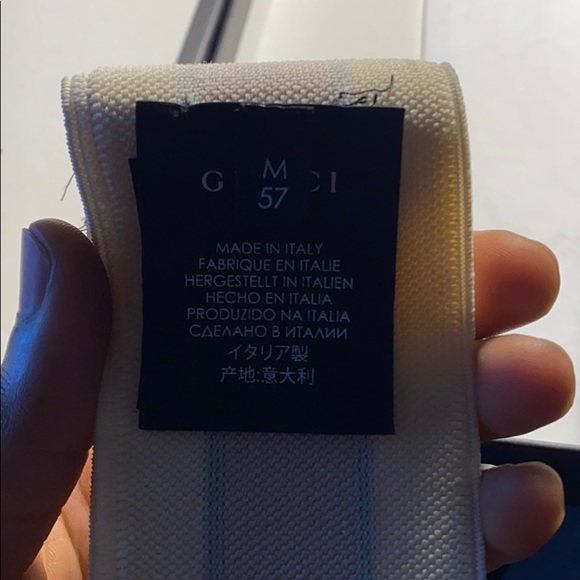 M
G CI
57
MADE IN ITALY
FABRIQUE EN ITALIE
HERGESTELLT IN ITALIEN
HECHO EN ITALIA
PRODUZIDO NA ITALIA
СДЕЛАНО В ИТАЛИИ
イタリア製
产地:意大利